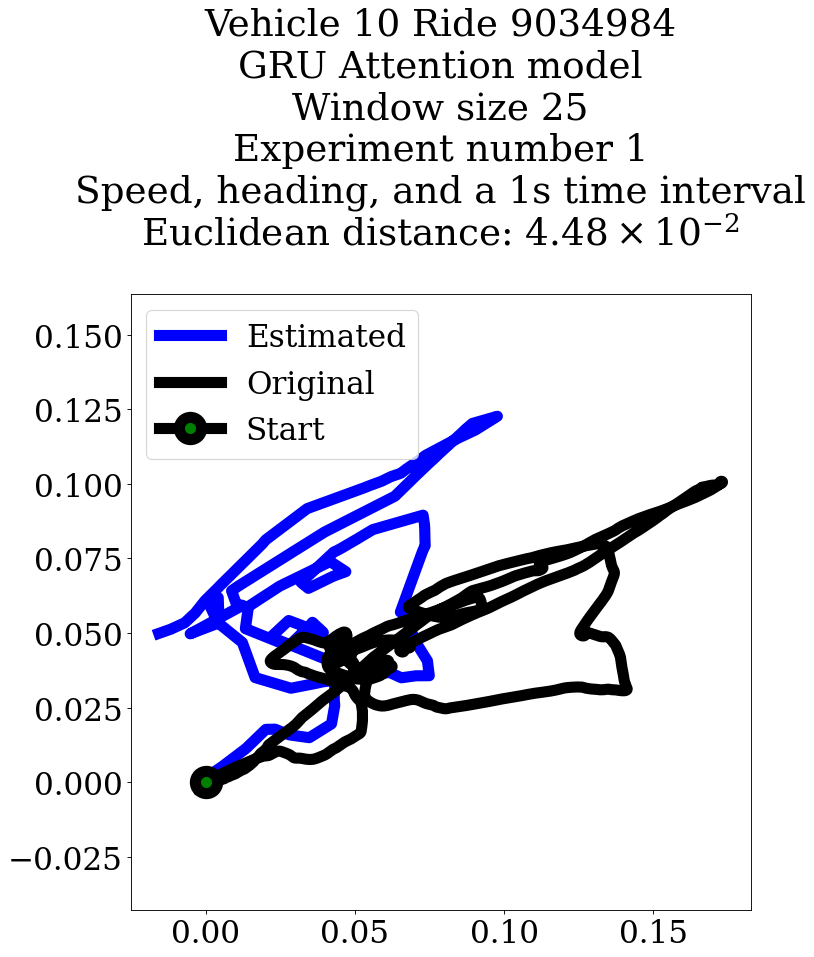 Vehicle 10 Ride 9034984
GRU Attention model
Window size 25
Experiment number 1
Speed, heading, and a 1s time interval
Euclidean distance: 4.48 × 10⁻²
Estimated
Original
Start
0.150
0.125
0.100
0.075
0.050
0.025
0.000
−0.025
0.00 0.05 0.10 0.15